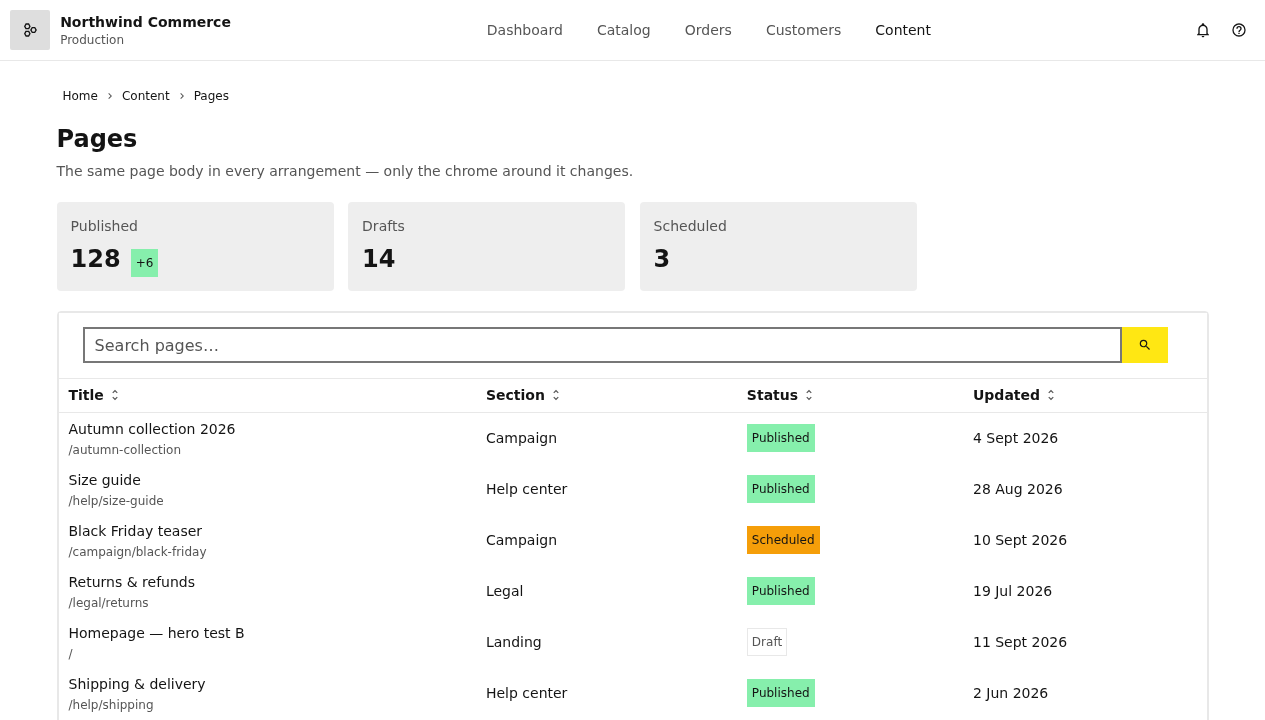 Northwind Commerce
Production
Dashboard Catalog Orders Customers Content
Home › Content › Pages
Pages
The same page body in every arrangement — only the chrome around it changes.
Published
128 +6
Drafts
14
Scheduled
3
Search pages…
Title Section Status Updated
Autumn collection 2026
/autumn-collection
Campaign Published 4 Sept 2026
Size guide
/help/size-guide
Help center Published 28 Aug 2026
Black Friday teaser
/campaign/black-friday
Campaign Scheduled 10 Sept 2026
Returns & refunds
/legal/returns
Legal Published 19 Jul 2026
Homepage — hero test B
/
Landing Draft 11 Sept 2026
Shipping & delivery
/help/shipping
Help center Published 2 Jun 2026